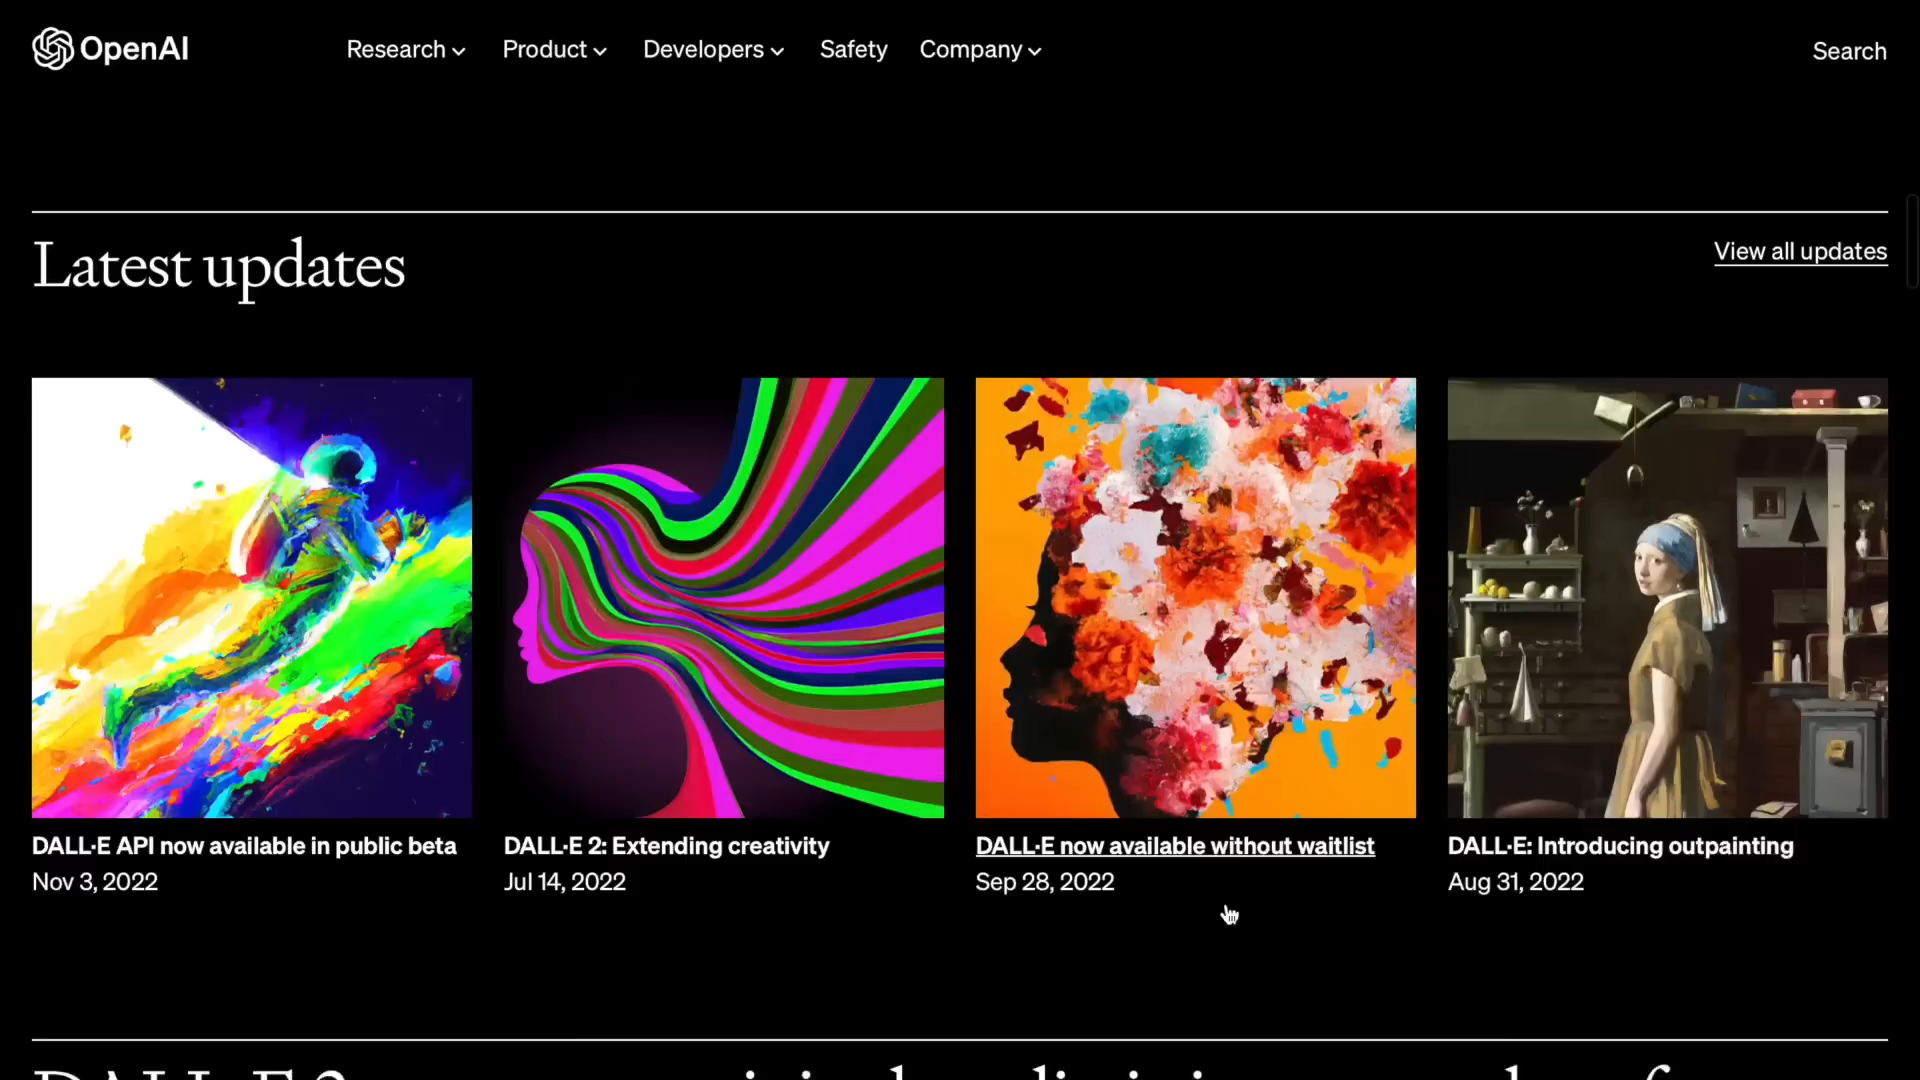 OpenAI
Research Product Developers Safety Company Search
Latest updates
View all updates
DALL·E API now available in public beta
Nov 3, 2022
DALL·E 2: Extending creativity
Jul 14, 2022
DALL·E now available without waitlist
Sep 28, 2022
DALL·E: Introducing outpainting
Aug 31, 2022
DALL·E 2